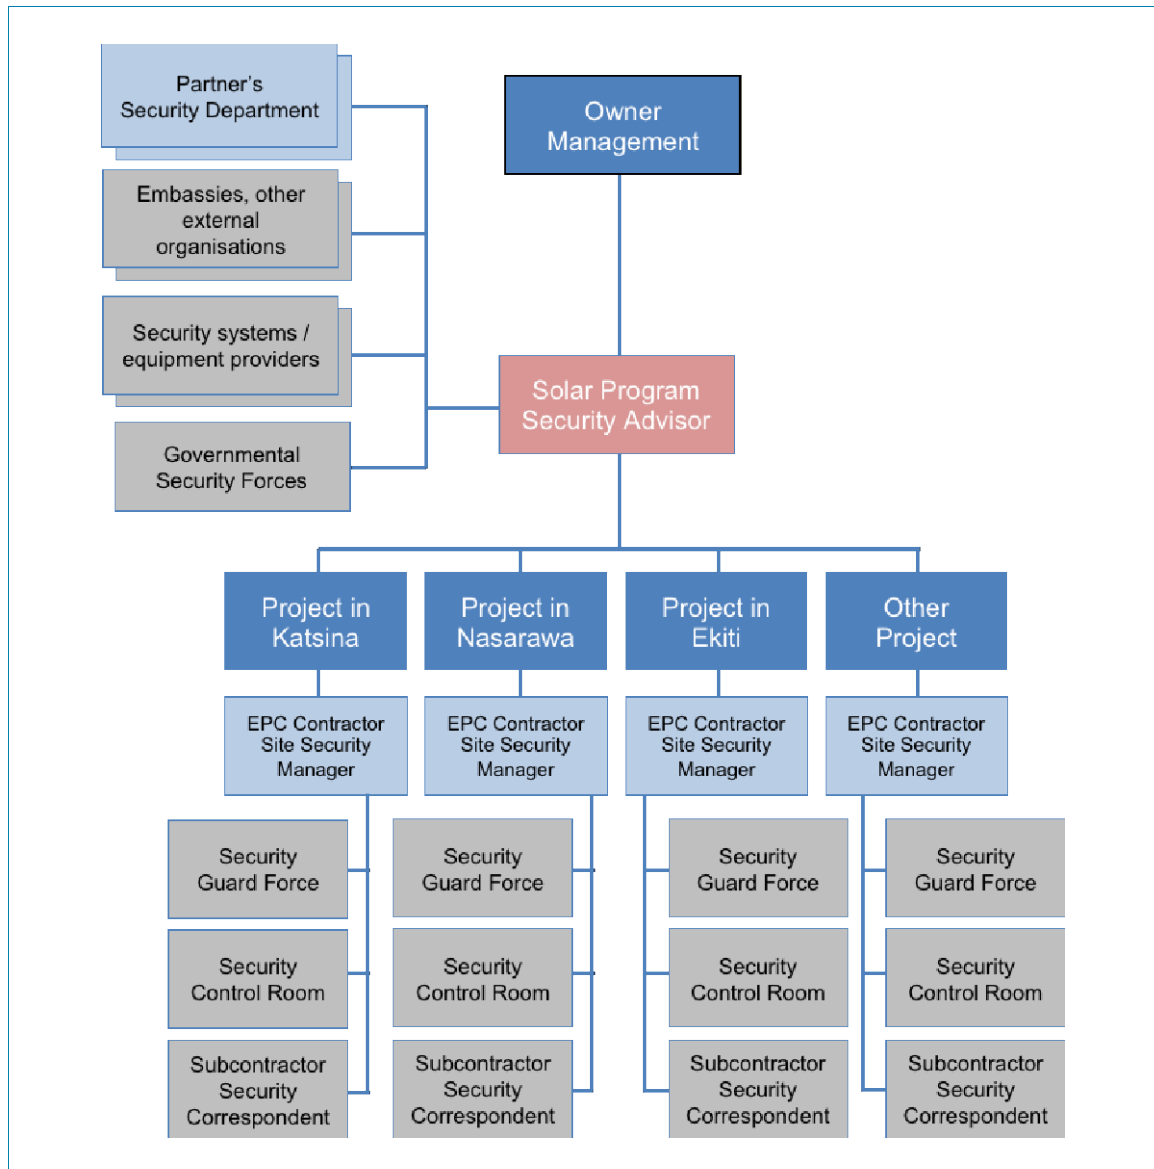 Partner's
Security Department
Owner
Management
Embassies, other
external
organisations
Security systems /
equipment providers
Solar Program
Security Advisor
Governmental
Security Forces
Project in
Katsina
Project in
Nasarawa
Project in
Ekiti
Other
Project
EPC Contractor
Site Security
Manager
EPC Contractor
Site Security
Manager
EPC Contractor
Site Security
Manager
EPC Contractor
Site Security
Manager
Security
Guard Force
Security
Guard Force
Security
Guard Force
Security
Guard Force
Security
Control Room
Security
Control Room
Security
Control Room
Security
Control Room
Subcontractor
Security
Correspondent
Subcontractor
Security
Correspondent
Subcontractor
Security
Correspondent
Subcontractor
Security
Correspondent